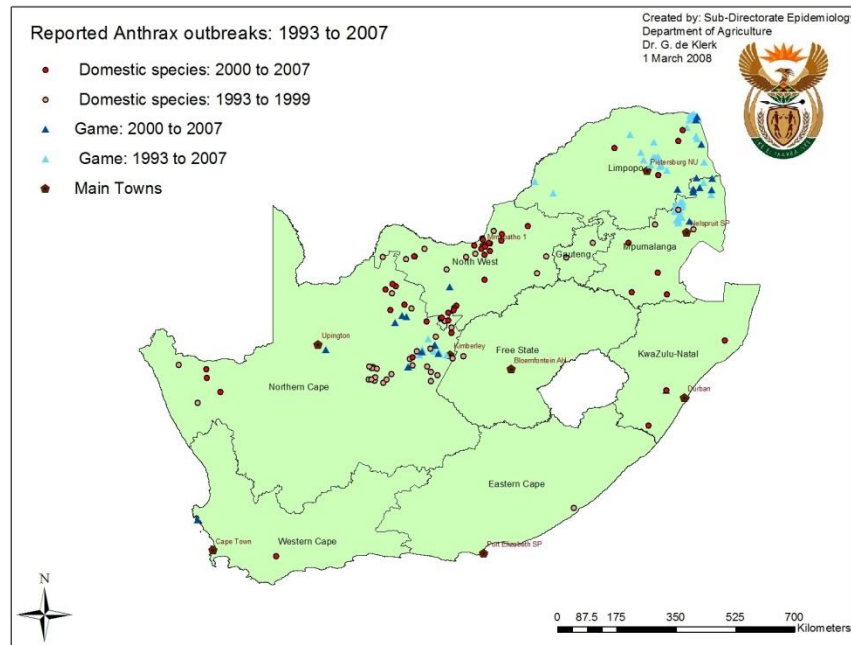 Reported Anthrax outbreaks: 1993 to 2007
Domestic species: 2000 to 2007
Domestic species: 1993 to 1999
Game: 2000 to 2007
Game: 1993 to 2007
Main Towns
Created by: Sub-Directorate Epidemiology
Department of Agriculture
Dr. G. de Klerk
1 March 2008
Limpopo
Pietersburg NU
Nelspruit SP
Mmabatho 1
North West
Gauteng
Mpumalanga
Upington
Kimberley
Free State
Bloemfontein AH
KwaZulu-Natal
Durban
Northern Cape
Eastern Cape
Western Cape
Cape Town
Port Elizabeth SP
N
0 87.5 175 350 525 700
Kilometers